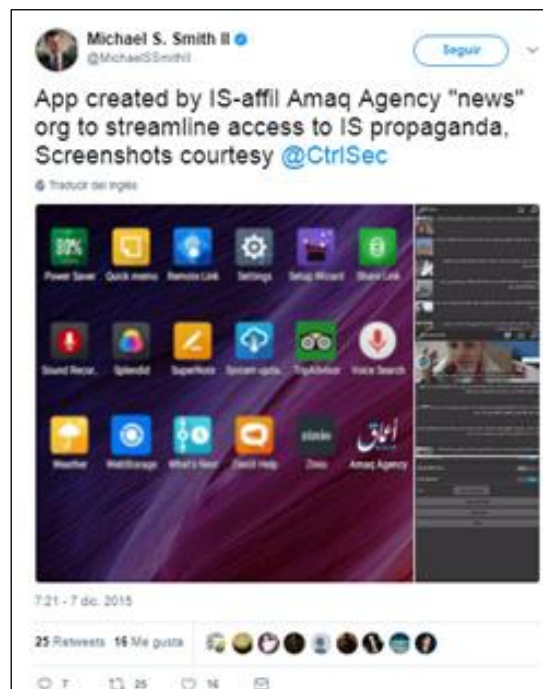 Michael S. Smith II
@MichaelSSmithII
Seguir
App created by IS-affil Amaq Agency "news"
org to streamline access to IS propaganda,
Screenshots courtesy @CtrlSec
Traducir del inglés
80%
Power Saver Quick memo Remote Link Settings Setup Wizard Share Link
Sound Recor... Splendid SuperNote System upda... TripAdvisor Voice Search
zinio
أعماق
Weather WebStorage What's Next ZenUI Help Zinio Amaq Agency
7:21 - 7 dic. 2015
25 Retweets 16 Me gusta
7 25 16